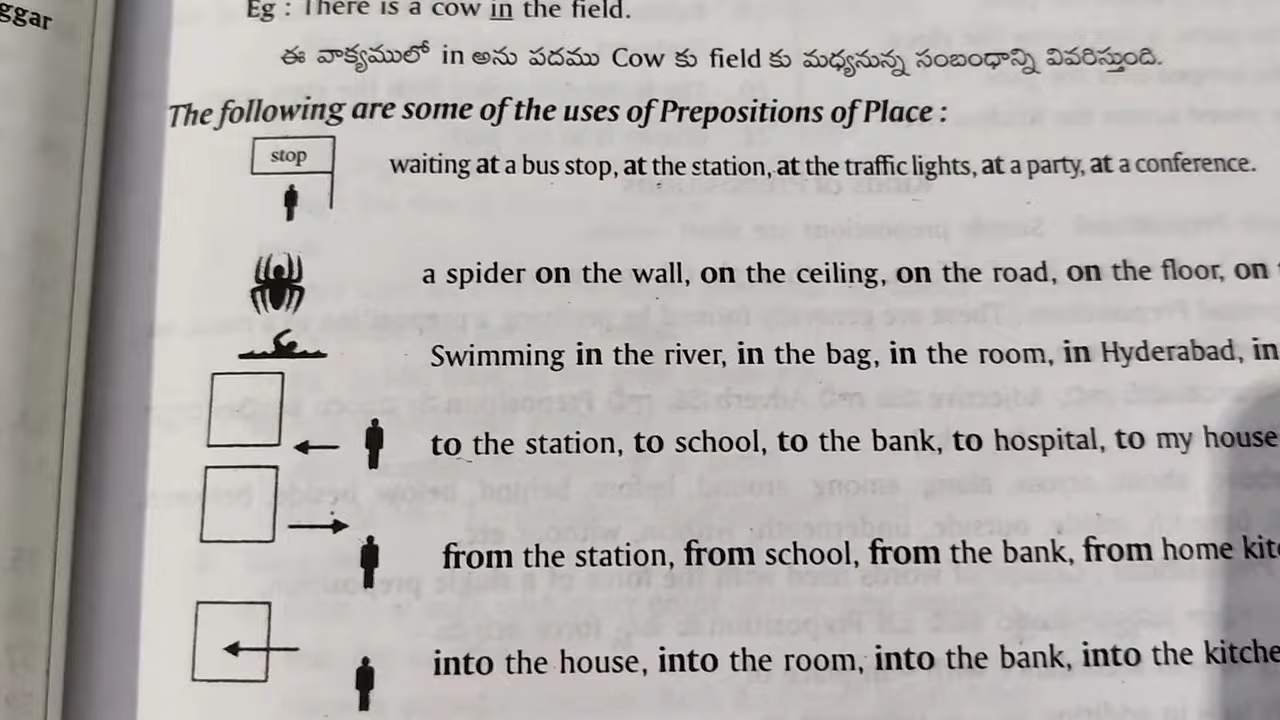 ggar
Eg : There is a cow in the field.
ఈ వాక్యములో in అను పదము Cow కు field కు మధ్యనున్న సంబంధాన్ని వివరిస్తుంది.
The following are some of the uses of Prepositions of Place :
stop
waiting at a bus stop, at the station, at the traffic lights, at a party, at a conference.
a spider on the wall, on the ceiling, on the road, on the floor, on
Swimming in the river, in the bag, in the room, in Hyderabad, in
to the station, to school, to the bank, to hospital, to my house
from the station, from school, from the bank, from home kit
into the house, into the room, into the bank, into the kitche